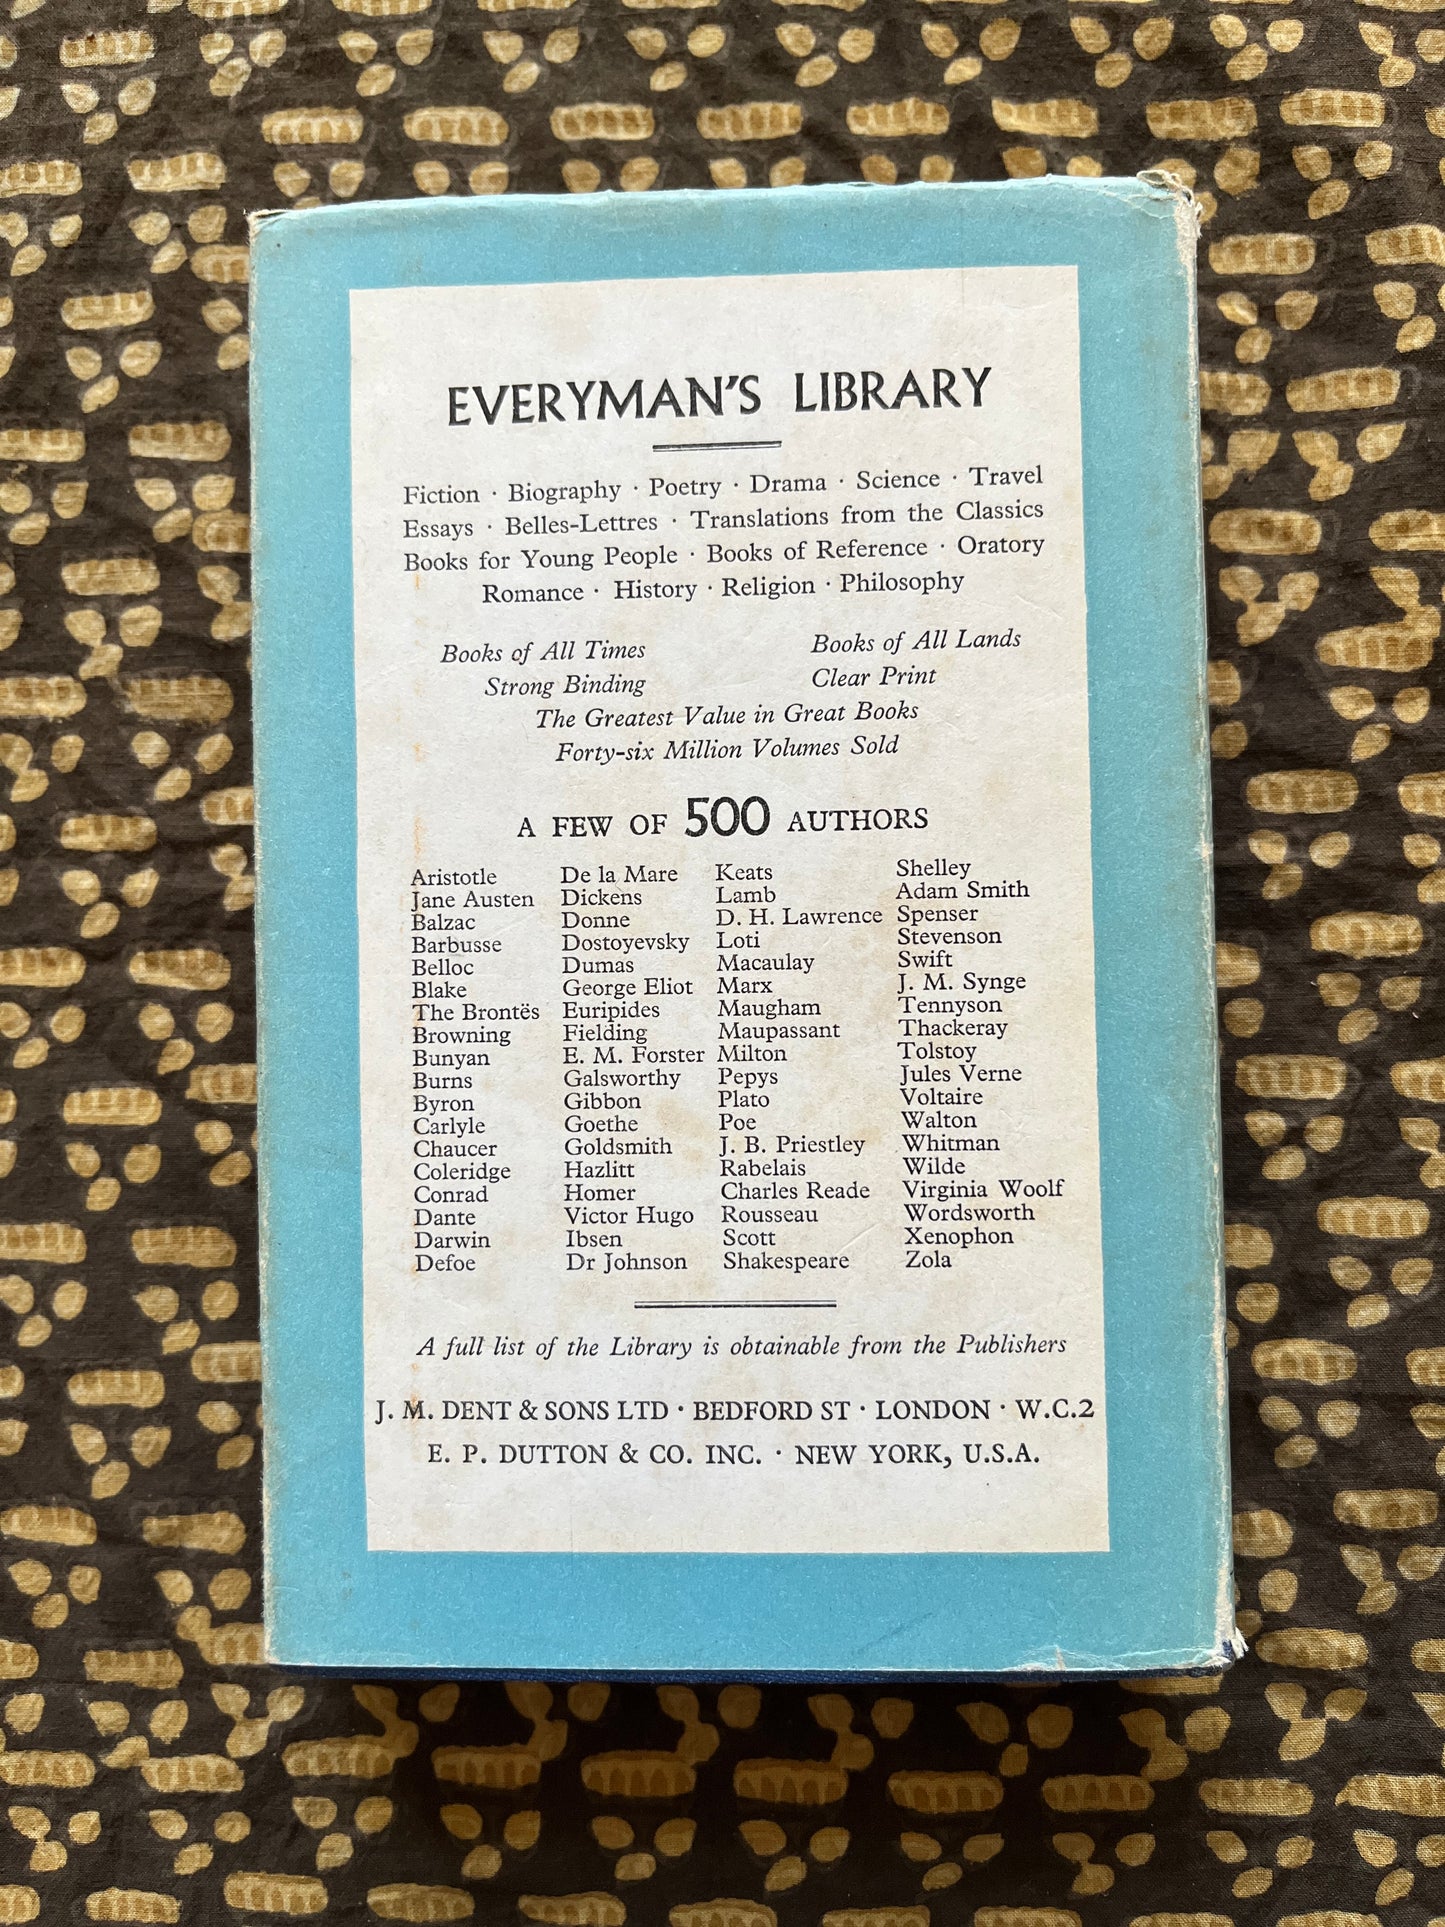 EVERYMAN'S LIBRARY
Fiction · Biography · Poetry · Drama · Science · Travel
Essays · Belles-Lettres · Translations from the Classics
Books for Young People · Books of Reference · Oratory
Romance · History · Religion · Philosophy
Books of All Times Books of All Lands
Strong Binding Clear Print
The Greatest Value in Great Books
Forty-six Million Volumes Sold
A FEW OF 500 AUTHORS
Aristotle De la Mare Keats Shelley
Jane Austen Dickens Lamb Adam Smith
Balzac Donne D. H. Lawrence Spenser
Barbusse Dostoyevsky Loti Stevenson
Belloc Dumas Macaulay Swift
Blake George Eliot Marx J. M. Synge
The Brontës Euripides Maugham Tennyson
Browning Fielding Maupassant Thackeray
Bunyan E. M. Forster Milton Tolstoy
Burns Galsworthy Pepys Jules Verne
Byron Gibbon Plato Voltaire
Carlyle Goethe Poe Walton
Chaucer Goldsmith J. B. Priestley Whitman
Coleridge Hazlitt Rabelais Wilde
Conrad Homer Charles Reade Virginia Woolf
Dante Victor Hugo Rousseau Wordsworth
Darwin Ibsen Scott Xenophon
Defoe Dr Johnson Shakespeare Zola
A full list of the Library is obtainable from the Publishers
J. M. DENT & SONS LTD · BEDFORD ST · LONDON · W.C.2
E. P. DUTTON & CO. INC. · NEW YORK, U.S.A.